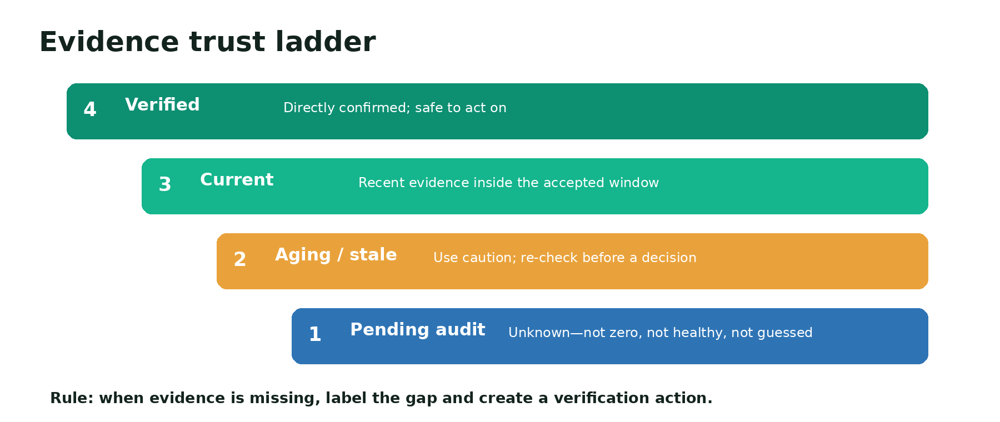 Evidence trust ladder
4 Verified Directly confirmed; safe to act on
3 Current Recent evidence inside the accepted window
2 Aging / stale Use caution; re-check before a decision
1 Pending audit Unknown—not zero, not healthy, not guessed
Rule: when evidence is missing, label the gap and create a verification action.